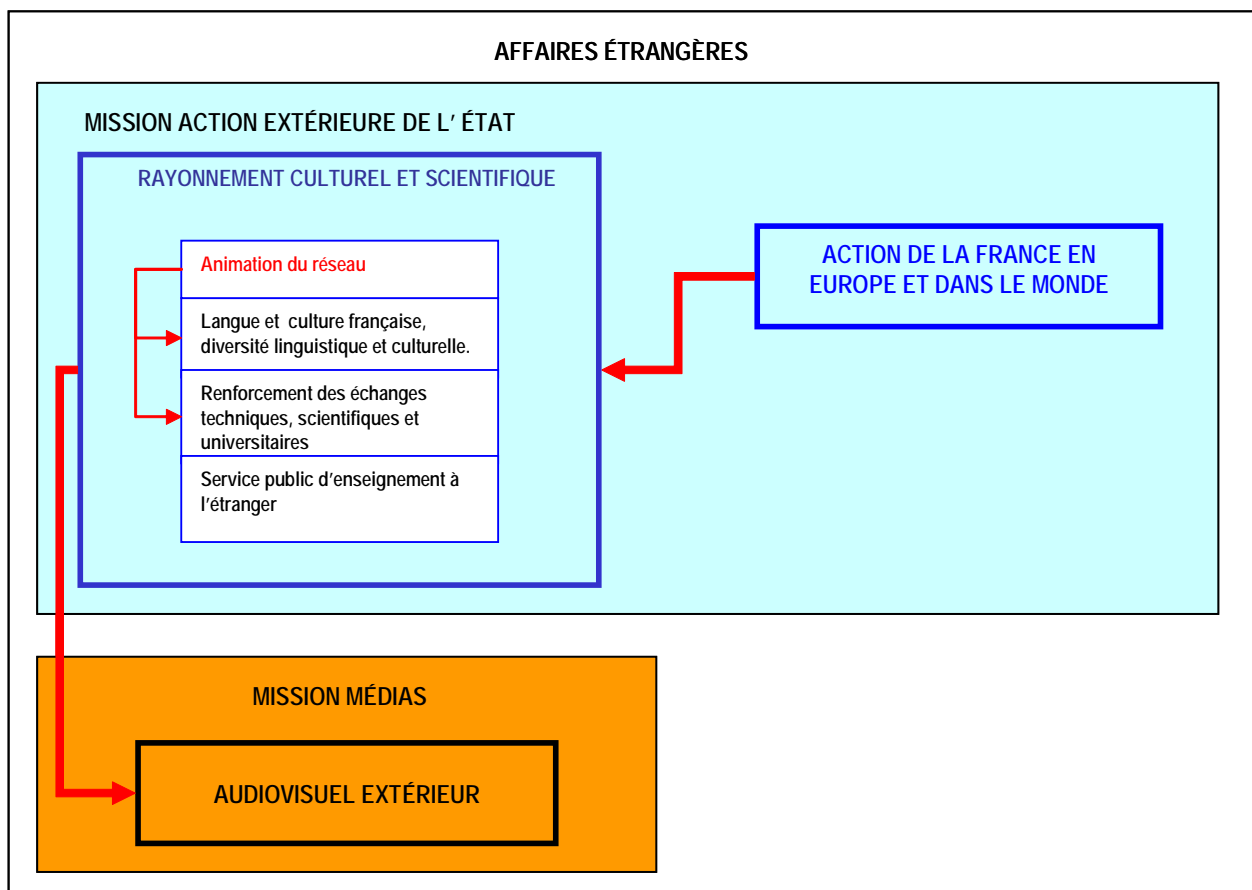 AFFAIRES ÉTRANGÈRES
MISSION ACTION EXTÉRIEURE DE L' ÉTAT
RAYONNEMENT CULTUREL ET SCIENTIFIQUE
Animation du réseau
Langue et culture française,
diversité linguistique et culturelle.
Renforcement des échanges
techniques, scientifiques et
universitaires
Service public d'enseignement à
l'étranger
ACTION DE LA FRANCE EN
EUROPE ET DANS LE MONDE
MISSION MÉDIAS
AUDIOVISUEL EXTÉRIEUR